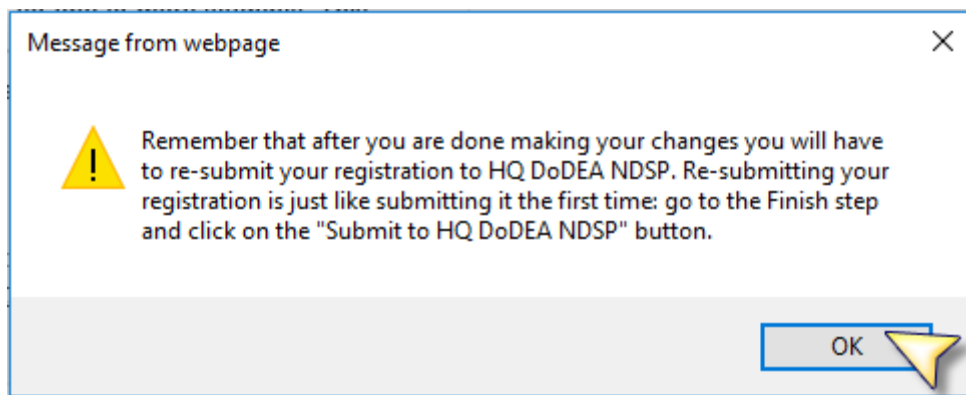 Message from webpage
Remember that after you are done making your changes you will have
to re-submit your registration to HQ DoDEA NDSP. Re-submitting your
registration is just like submitting it the first time: go to the Finish step
and click on the "Submit to HQ DoDEA NDSP" button.
OK